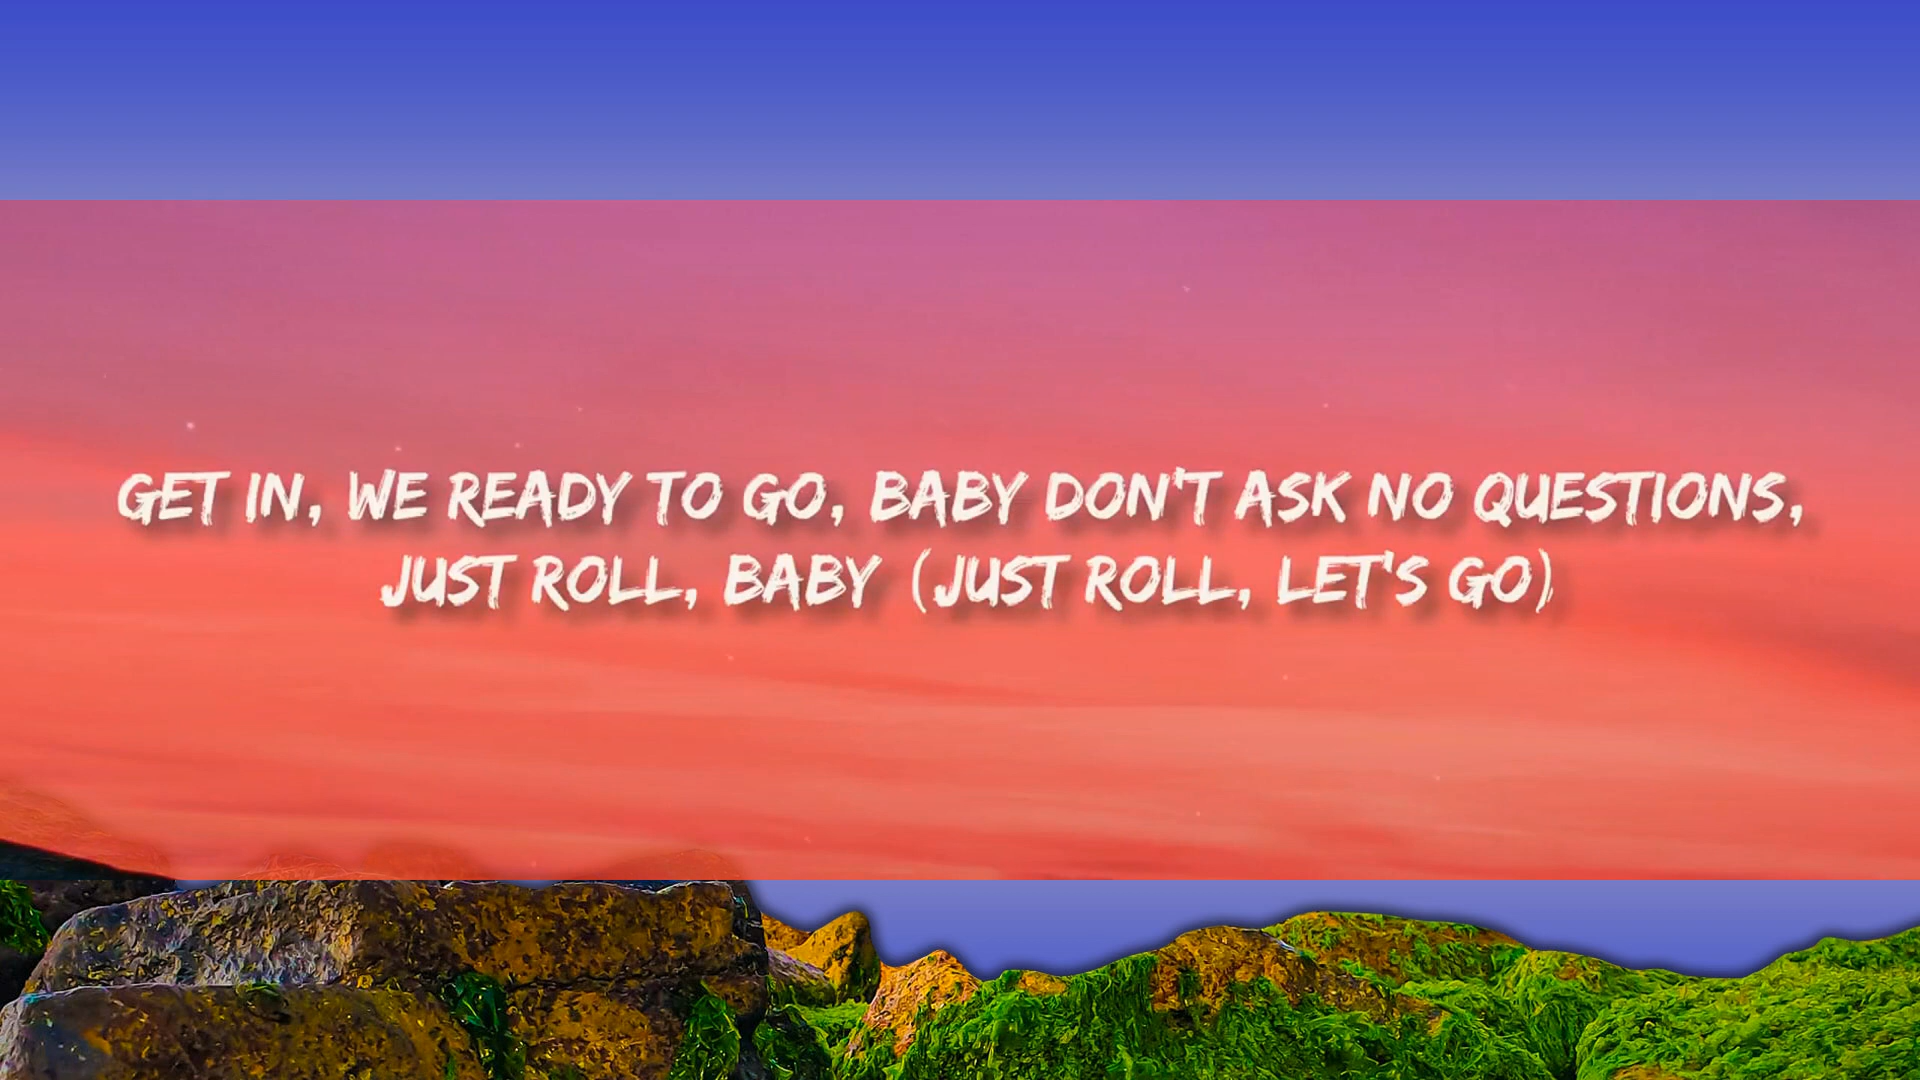 GET IN, WE READY TO GO, BABY DON'T ASK NO QUESTIONS,
JUST ROLL, BABY (JUST ROLL, LET'S GO)